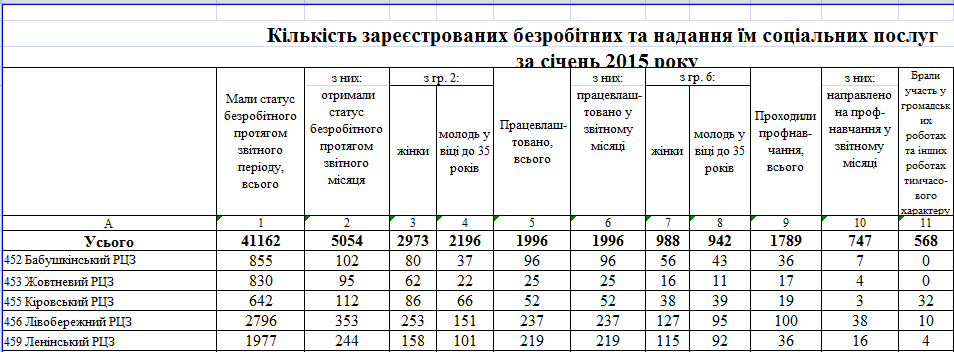 Кількість зареєстрованих безробітних та надання їм соціальних послуг
за січень 2015 року
Мали статус безробітного протягом звітного періоду, всього
з них:
отримали статус безробітного протягом звітного місяця
з гр. 2:
жінки
молодь у віці до 35 років
Працевлаш-товано, всього
з них:
працевлаш-товано у звітному місяці
з гр. 6:
жінки
молодь у віці до 35 років
Проходили профнав-чання, всього
з них:
направлено на проф-навчання у звітному місяці
Брали участь у громадських роботах та інших роботах тимчасо-вого характеру
А 1 2 3 4 5 6 7 8 9 10 11
Усього 41162 5054 2973 2196 1996 1996 988 942 1789 747 568
452 Бабушкінський РЦЗ 855 102 80 37 96 96 56 43 36 7 0
453 Жовтневий РЦЗ 830 95 62 22 25 25 16 11 17 4 0
455 Кіровський РЦЗ 642 112 86 66 52 52 38 39 19 3 32
456 Лівобережний РЦЗ 2796 353 253 151 237 237 127 95 100 38 10
459 Ленінський РЦЗ 1977 244 158 101 219 219 115 92 36 16 4